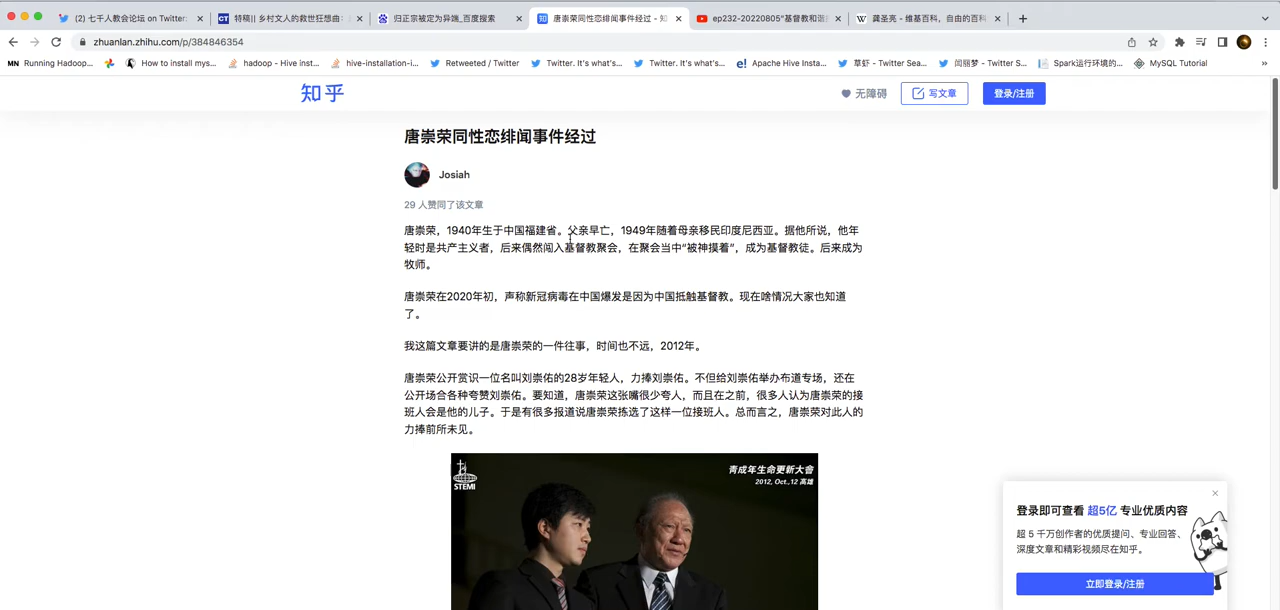 (2) 七千人教会论坛 on Twitter:
特稿|| 乡村文人的救世狂想曲:
归正宗被定为异端_百度搜索
唐崇荣同性恋绯闻事件经过 - 知
ep232-20220805"基督教和谐
龚圣亮 - 维基百科，自由的百科
zhuanlan.zhihu.com/p/384846354
MN Running Hadoop...
How to install mys...
hadoop - Hive inst...
hive-installation-i...
Retweeted / Twitter
Twitter. It's what's...
Twitter. It's what's...
e! Apache Hive Insta...
草虾 - Twitter Sea...
闫丽梦 - Twitter S...
Spark运行环境的...
MySQL Tutorial
知乎
无障碍
写文章
登录/注册
唐崇荣同性恋绯闻事件经过
Josiah
29 人赞同了该文章
唐崇荣，1940年生于中国福建省。父亲早亡，1949年随着母亲移民印度尼西亚。据他所说，他年
轻时是共产主义者，后来偶然闯入基督教聚会，在聚会当中“被神摸着”，成为基督教徒。后来成为
牧师。
唐崇荣在2020年初，声称新冠病毒在中国爆发是因为中国抵触基督教。现在啥情况大家也知道
了。
我这篇文章要讲的是唐崇荣的一件往事，时间也不远，2012年。
唐崇荣公开赏识一位名叫刘崇佑的28岁年轻人，力捧刘崇佑。不但给刘崇佑举办布道专场，还在
公开场合各种夸赞刘崇佑。要知道，唐崇荣这张嘴很少夸人，而且在之前，很多人认为唐崇荣的接
班人会是他的儿子。于是有很多报道说唐崇荣拣选了这样一位接班人。总而言之，唐崇荣对此人的
力捧前所未见。
STEMI
青成年生命更新大會
2012, Oct.,12 高雄
登录即可查看 超5亿 专业优质内容
超 5 千万创作者的优质提问、专业回答、
深度文章和精彩视频尽在知乎。
立即登录/注册